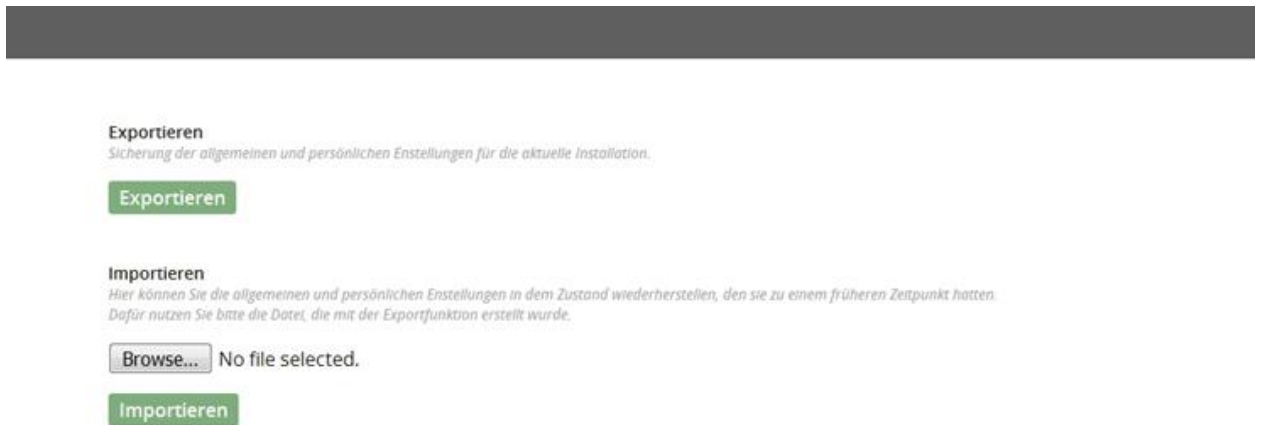 Exportieren
Sicherung der allgemeinen und persönlichen Enstellungen für die aktuelle Installation.
Exportieren
Importieren
Hier können Sie die allgemeinen und persönlichen Enstellungen in dem Zustand wiederherstellen, den sie zu einem früheren Zeitpunkt hatten.
Dafür nutzen Sie bitte die Datei, die mit der Exportfunktion erstellt wurde.
Browse... No file selected.
Importieren